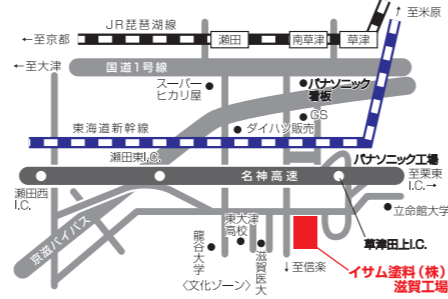 JR琵琶湖線
↑至米原
←至京都
瀬田
南草津
草津
←至大津
国道1号線
スーパー
ヒカリ屋
パナソニック
看板
GS
東海道新幹線
ダイハツ販売
瀬田東I.C.
パナソニック工場
名神高速
至栗東
I.C.→
瀬田西
I.C.
立命館大学
京滋バイパス
東大津
高校
龍谷
大学
滋賀
医大
草津田上I.C.
↓至信楽
〈文化ゾーン〉
イサム塗料(株)
滋賀工場